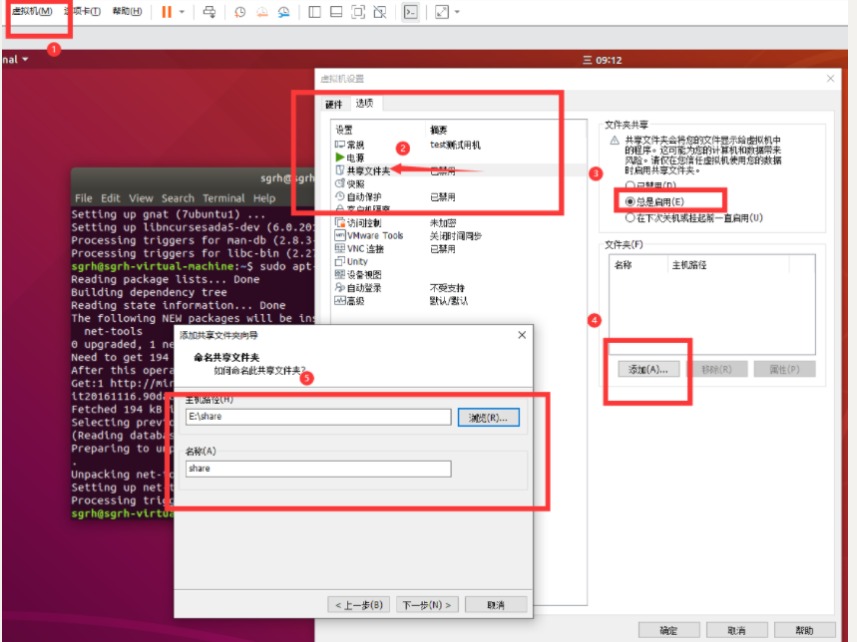 虚拟机(M) 选项卡(T) 帮助(H)
1
nal
三 09:12
虚拟机设置
硬件 选项
设置 摘要
常规 test测试用机
2
电源
共享文件夹 已禁用
快照
自动保护 已禁用
客户机隔离
访问控制 未加密
VMware Tools 关闭时间同步
VNC 连接 已禁用
Unity
设备视图
自动登录 不受支持
高级 默认/默认
文件夹共享
共享文件夹会将您的文件显示给虚拟机中
的程序。这可能为您的计算机和数据带来
风险。请仅在您信任虚拟机使用您的数据
时启用共享文件夹。
3
已禁用(D)
总是启用(E)
在下次关机或挂起前一直启用(U)
文件夹(F)
名称 主机路径
4
添加(A)... 移除(R) 属性(P)
确定 取消 帮助
sgrh@sgrh
File Edit View Search Terminal Help
Setting up gnat (7ubuntu1) ...
Setting up libncursesada5-dev (6.0.20
Processing triggers for man-db (2.8.3
Processing triggers for libc-bin (2.27
sgrh@sgrh-virtual-machine:~$ sudo apt-
Reading package lists... Done
Building dependency tree
Reading state information... Done
The following NEW packages will be ins
net-tools
0 upgraded, 1 ne
Need to get 194
After this opera
Get:1 http://mir
it20161116.90da
Fetched 194 kB
Selecting previ
(Reading databas
Preparing to unp
.
Unpacking net-to
Setting up net-t
Processing trig
sgrh@sgrh-virtua
添加共享文件夹向导
命名共享文件夹
如何命名此共享文件夹?
5
主机路径(H)
E:\share 浏览(R)...
名称(A)
share
< 上一步(B) 下一步(N) > 取消